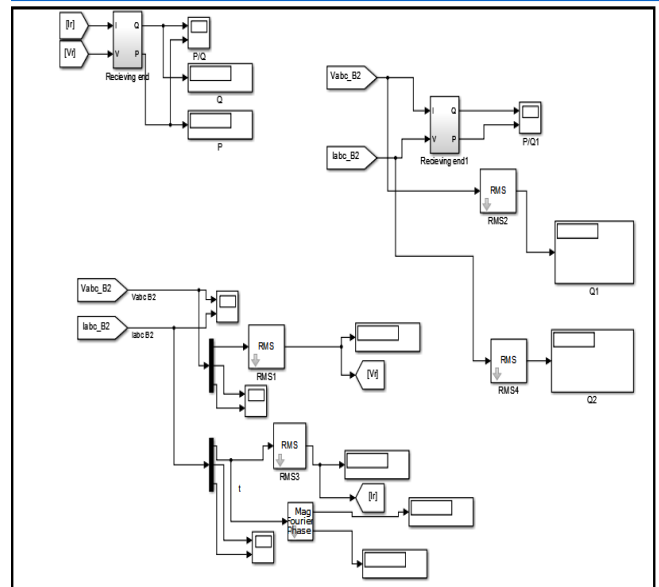 [Ir]
I
Q
[Vr]
V
P
Recieving end
P/Q
Q
P
Vabc_B2
Iabc_B2
I
Q
V
P
Recieving end1
P/Q1
RMS
RMS2
Q1
RMS
RMS4
Q2
Vabc_B2
Vabc B2
Iabc_B2
Iabc B2
RMS
RMS1
[Vr]
RMS
RMS3
[Ir]
t
Mag
Fourier
Phase